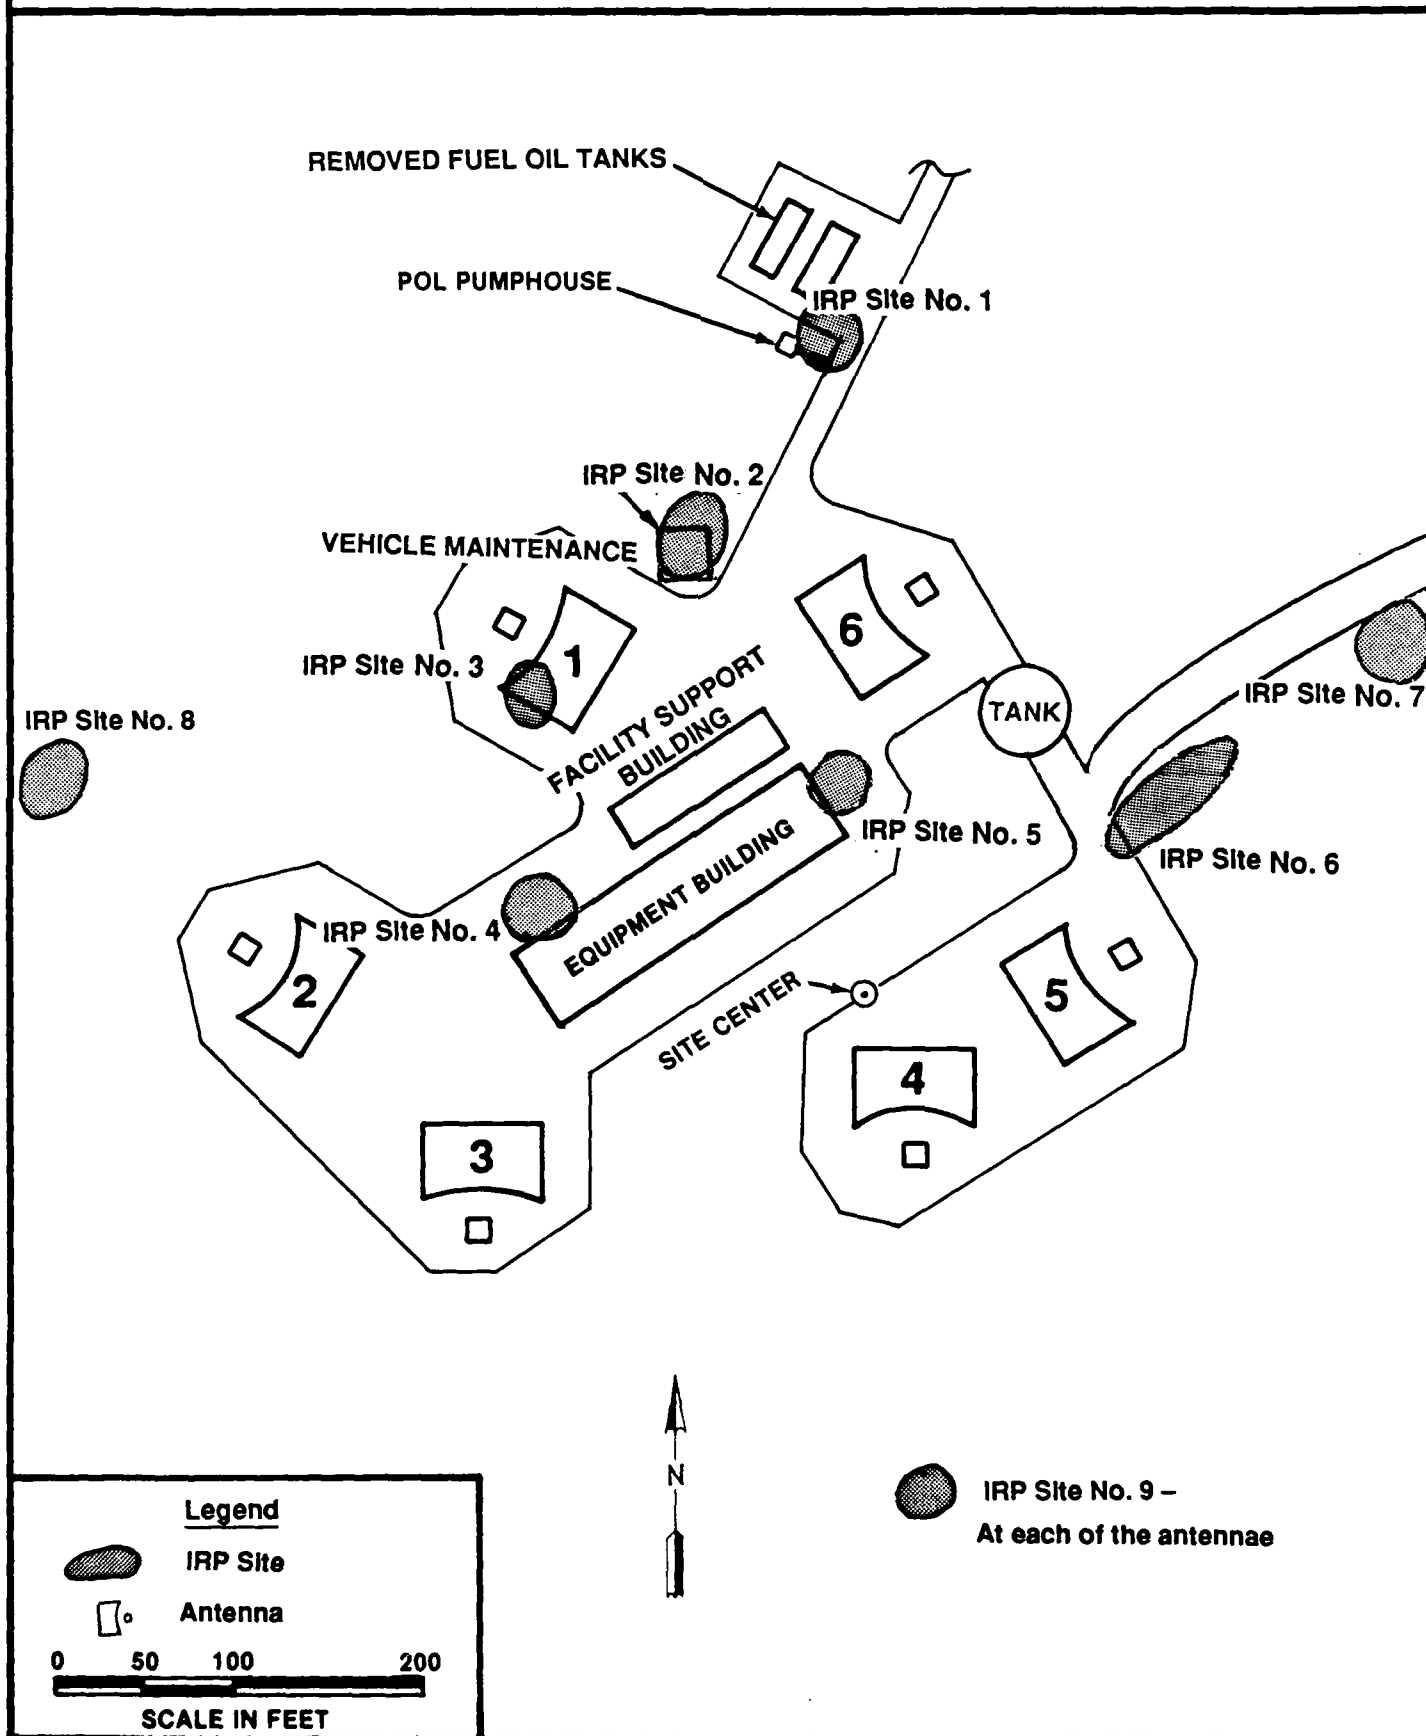 REMOVED FUEL OIL TANKS
POL PUMPHOUSE
IRP Site No. 1
IRP Site No. 2
VEHICLE MAINTENANCE
6
1
IRP Site No. 3
FACILITY SUPPORT
BUILDING
TANK
IRP Site No. 7
IRP Site No. 8
IRP Site No. 5
EQUIPMENT BUILDING
IRP Site No. 6
IRP Site No. 4
2
SITE CENTER
5
4
3
N
IRP Site No. 9 –
At each of the antennae
Legend
IRP Site
Antenna
0 50 100 200
SCALE IN FEET